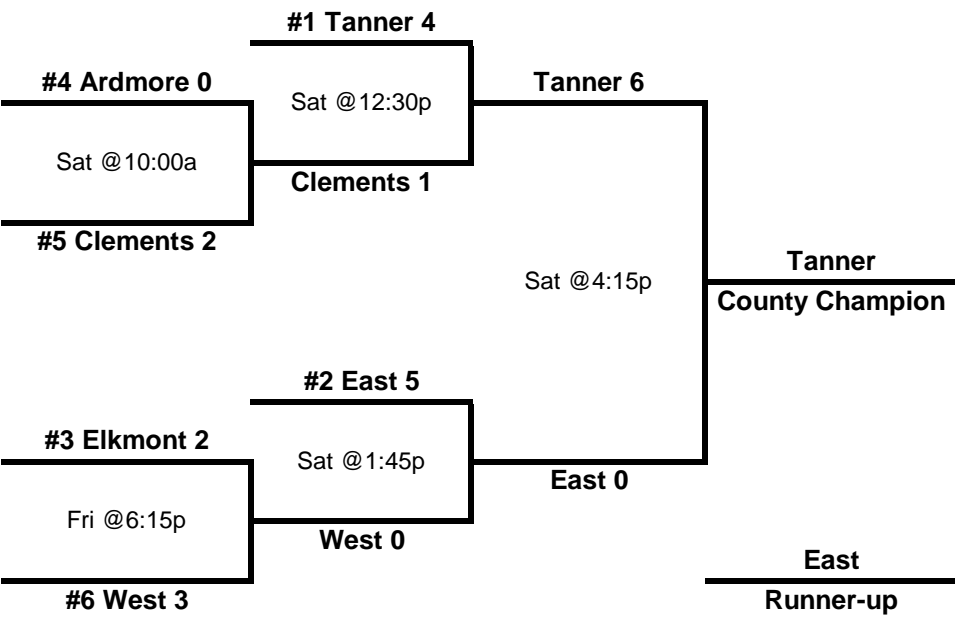 #1 Tanner 4
#4 Ardmore 0
Sat @12:30p
Tanner 6
Sat @10:00a
Clements 1
#5 Clements 2
Sat @4:15p
Tanner
County Champion
#2 East 5
#3 Elkmont 2
Sat @1:45p
East 0
Fri @6:15p
West 0
East
#6 West 3
Runner-up